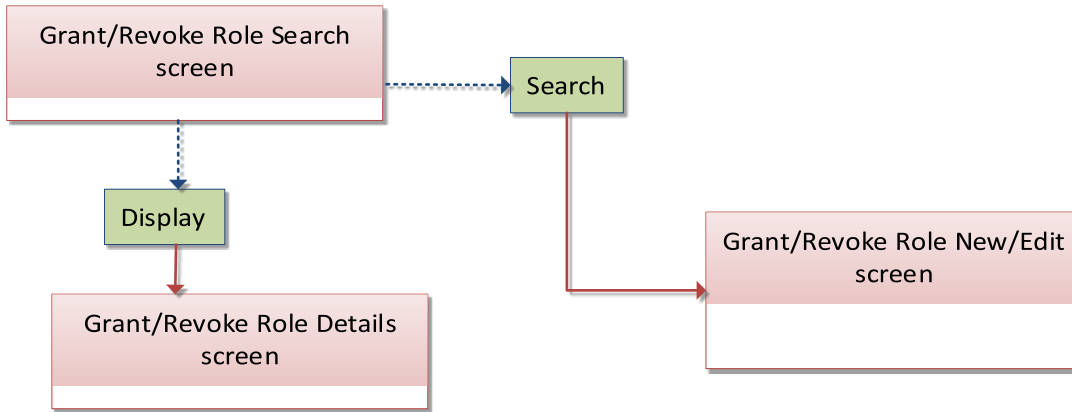 Grant/Revoke Role Search
screen
Search
Display
Grant/Revoke Role New/Edit
screen
Grant/Revoke Role Details
screen